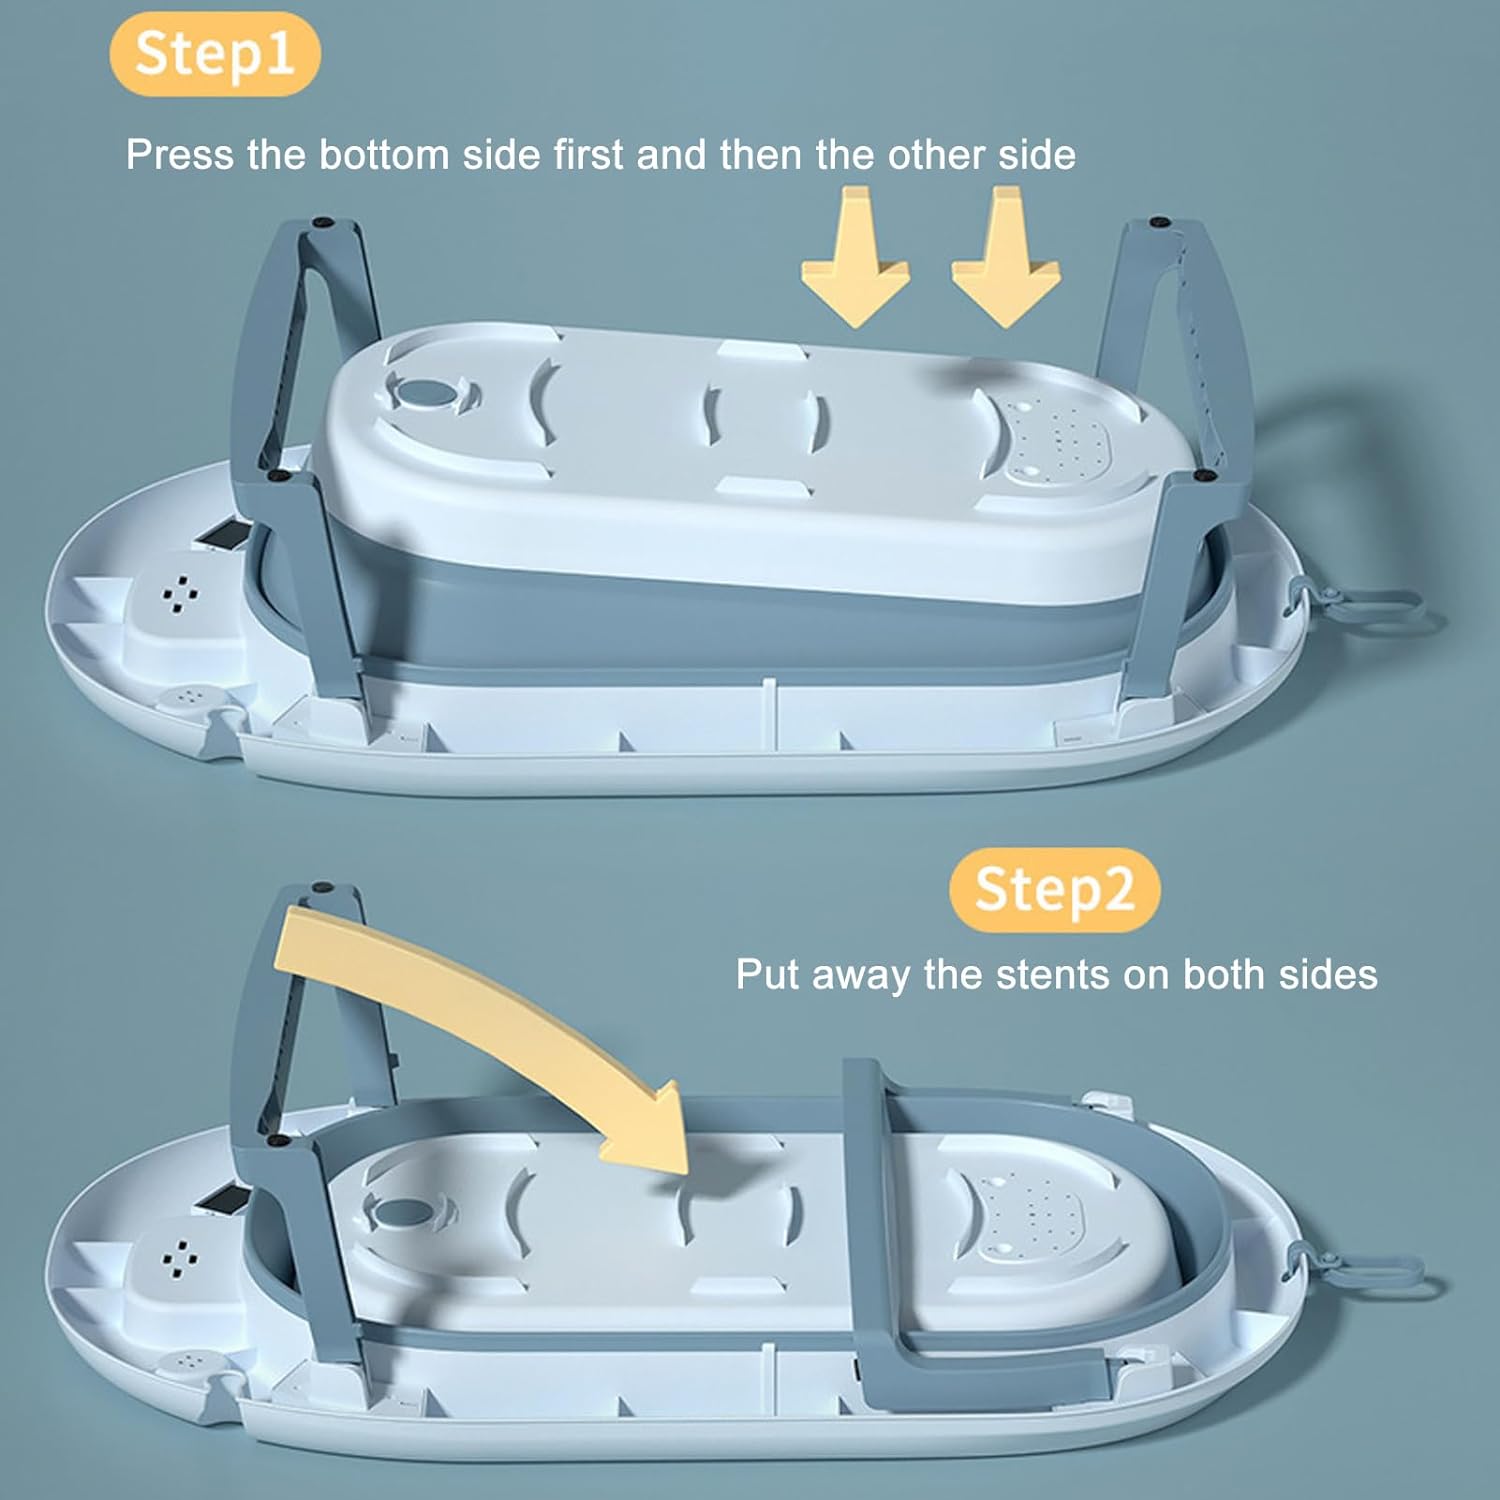 Step1
Press the bottom side first and then the other side
Step2
Put away the stents on both sides